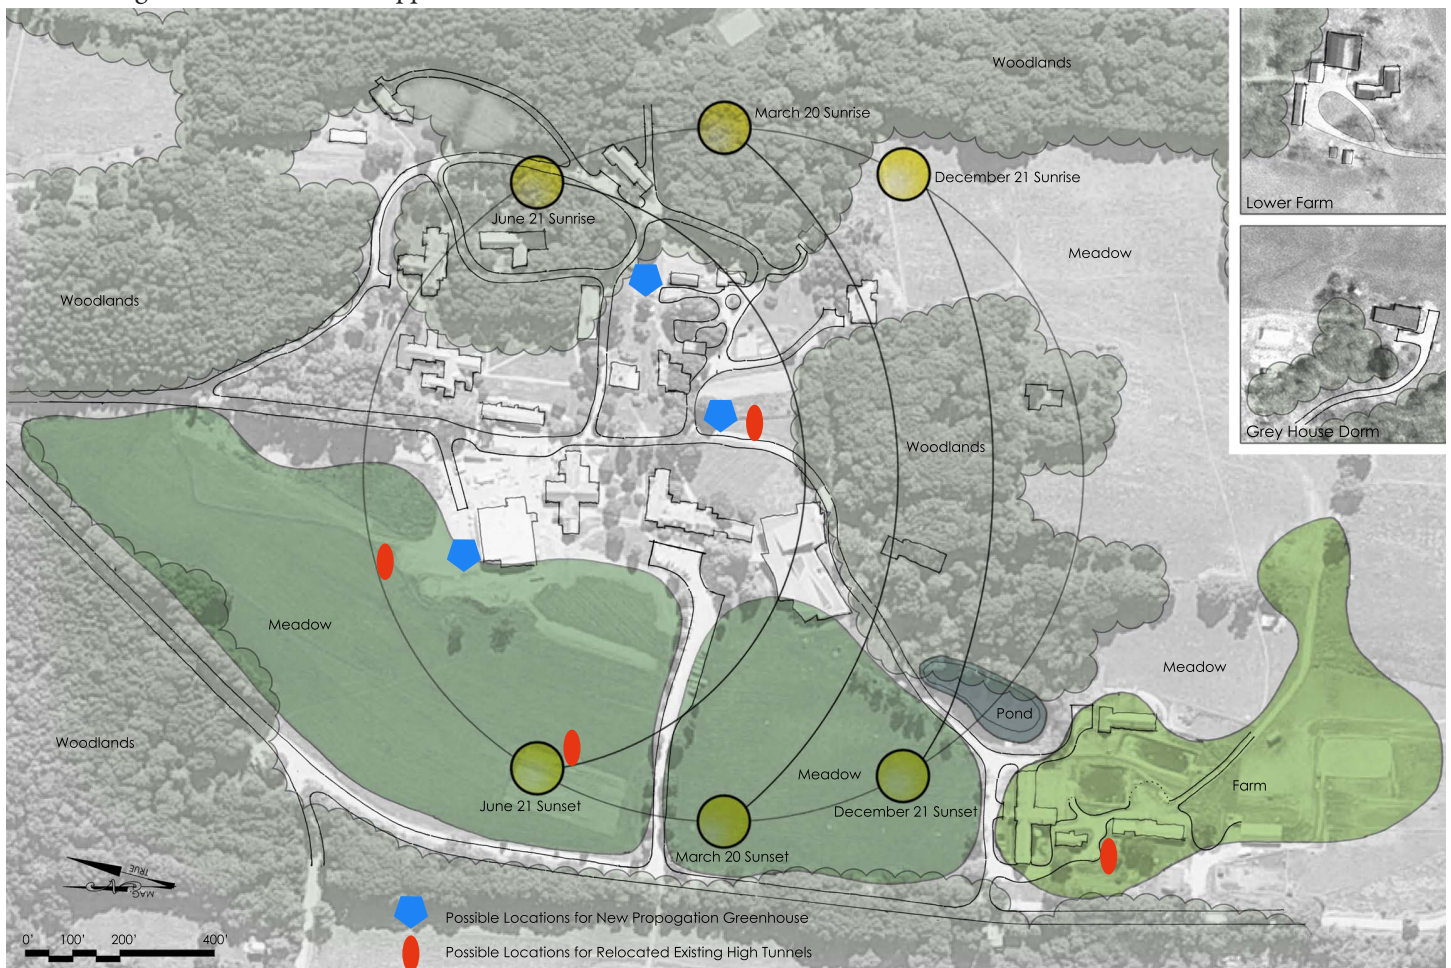 Woodlands
March 20 Sunrise
December 21 Sunrise
June 21 Sunrise
Lower Farm
Meadow
Woodlands
Grey House Dorm
Woodlands
Meadow
Meadow
Pond
Woodlands
Meadow
Farm
June 21 Sunset
December 21 Sunset
March 20 Sunset
TRUE
MAG.
Possible Locations for New Propogation Greenhouse
0' 100' 200' 400'
Possible Locations for Relocated Existing High Tunnels